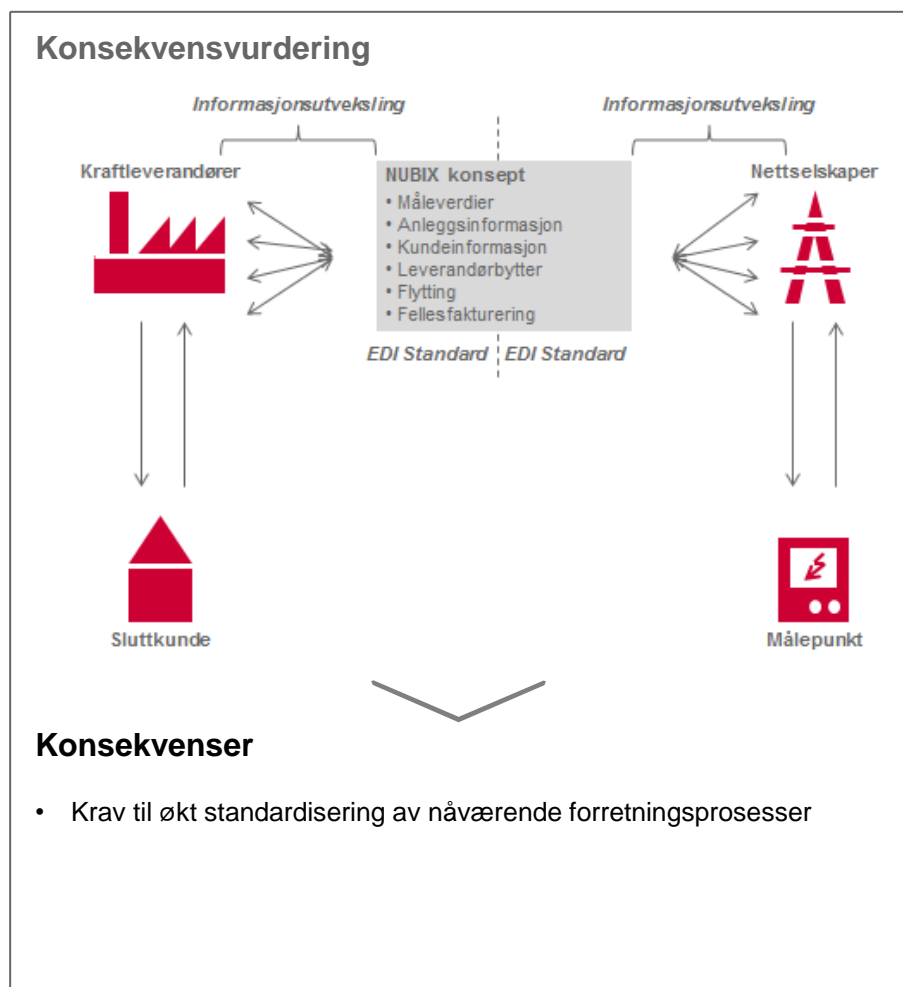 Konsekvensvurdering
Informasjonsutveksling
Informasjonsutveksling
Kraftleverandører
NUBIX konsept
Nettselskaper
• Måleverdier
• Anleggsinformasjon
• Kundeinformasjon
• Leverandørbytter
• Flytting
• Fellesfakturering
EDI Standard
EDI Standard
Sluttkunde
Målepunkt
Konsekvenser
• Krav til økt standardisering av nåværende forretningsprosesser